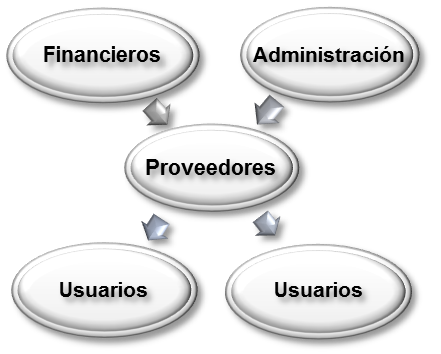 Financieros
Administración
Proveedores
Usuarios
Usuarios